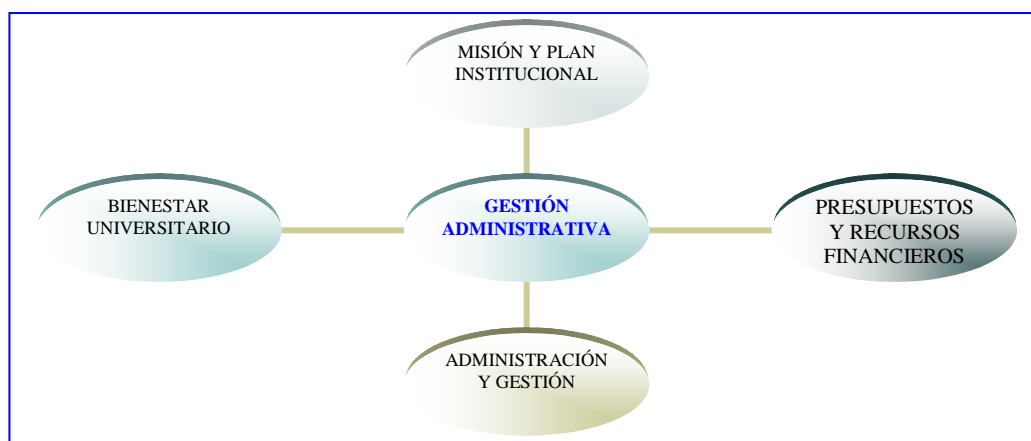 MISIÓN Y PLAN
INSTITUCIONAL
BIENESTAR
UNIVERSITARIO
GESTIÓN
ADMINISTRATIVA
PRESUPUESTOS
Y RECURSOS
FINANCIEROS
ADMINISTRACIÓN
Y GESTIÓN